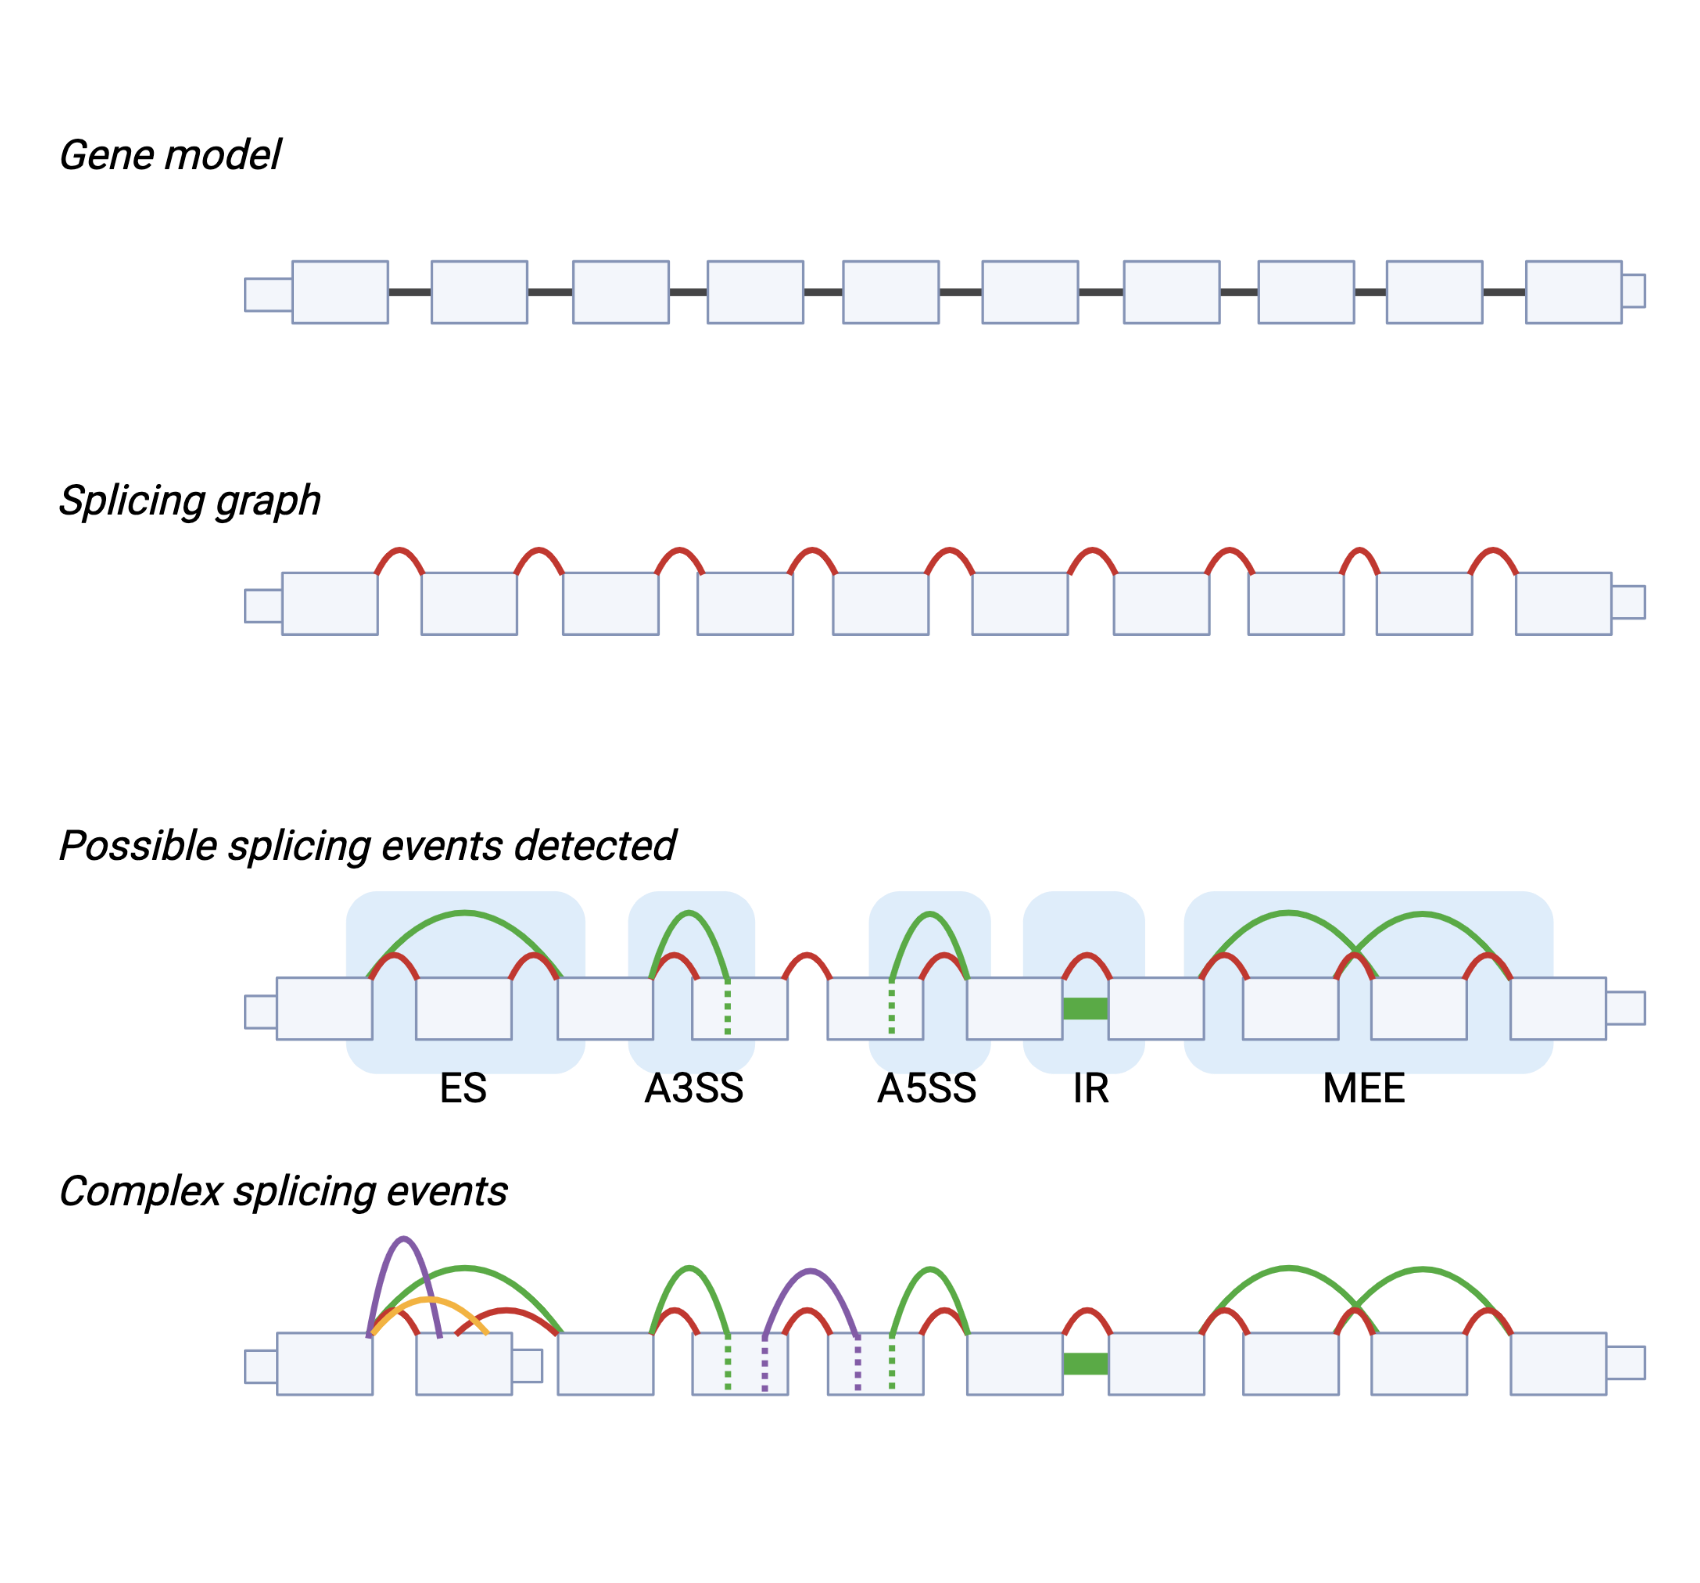 Gene model
Splicing graph
Possible splicing events detected
ES A3SS A5SS IR MEE
Complex splicing events